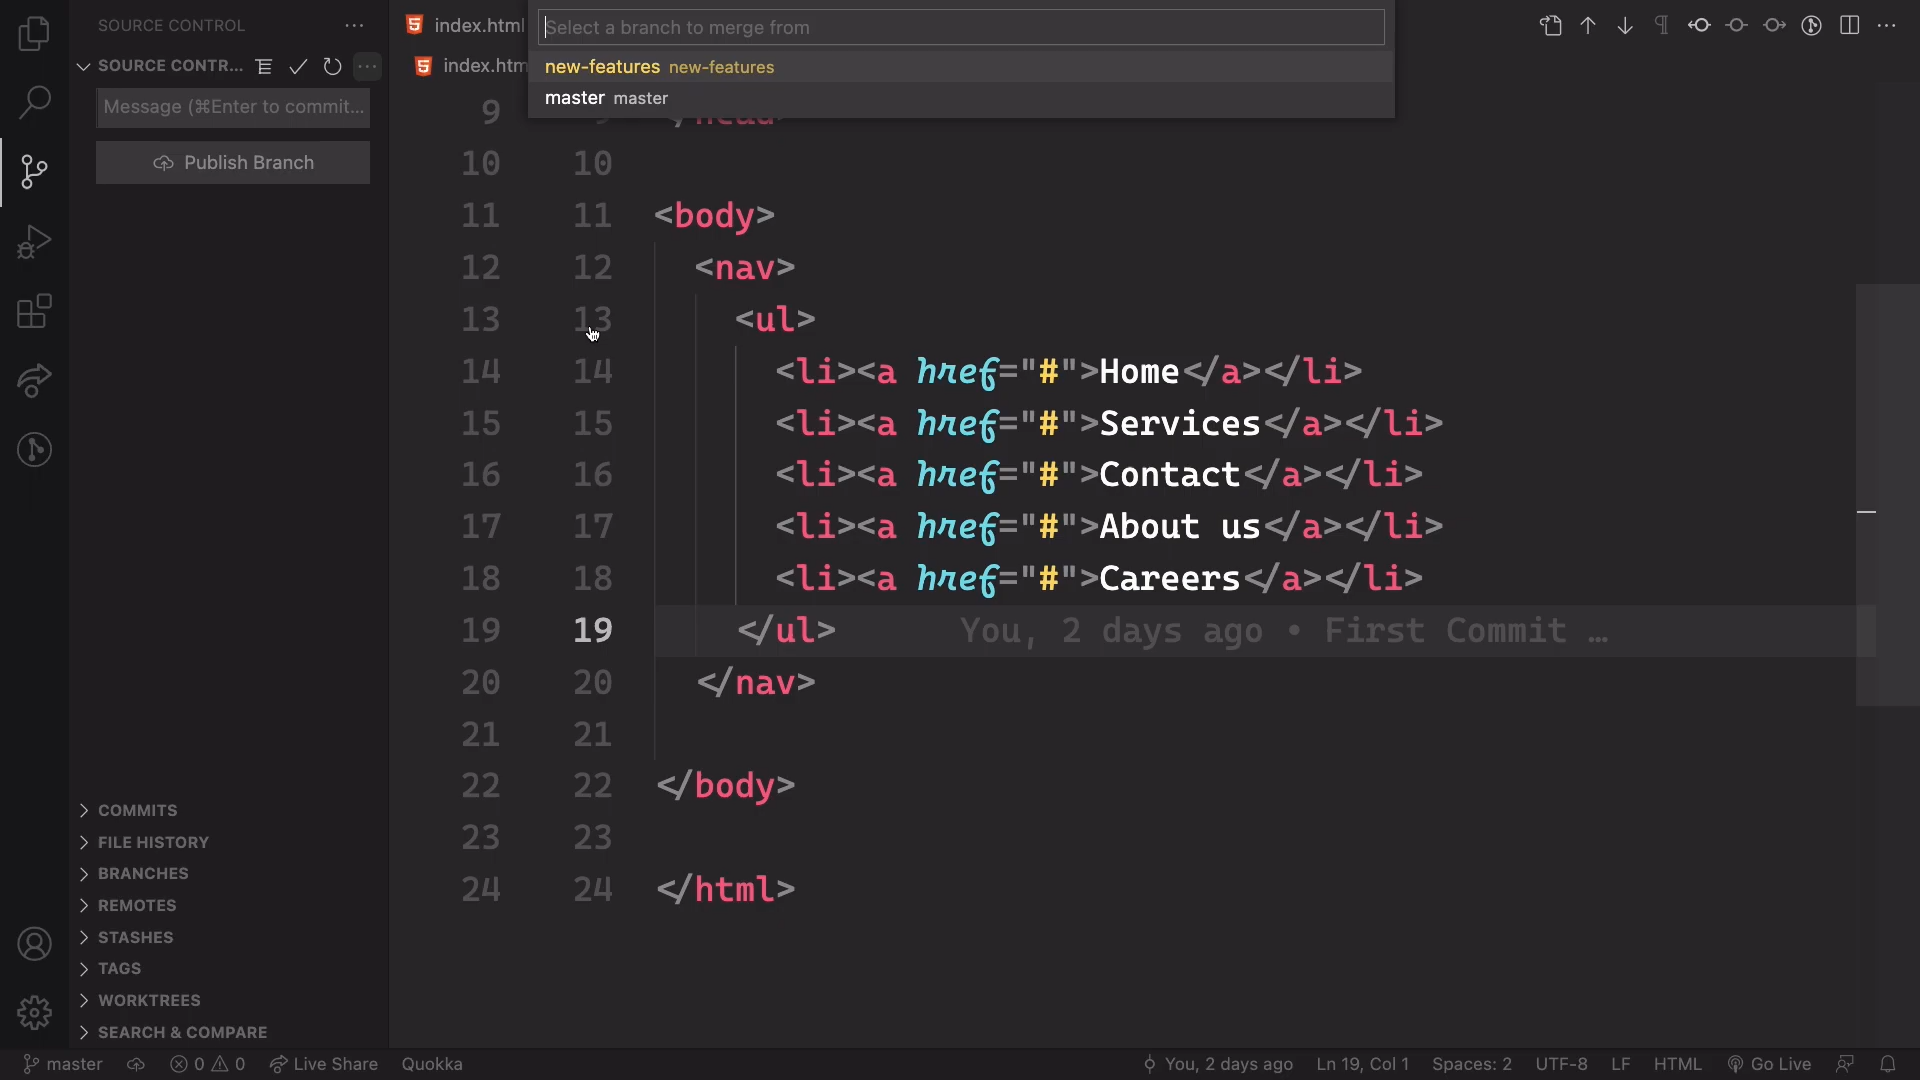 SOURCE CONTROL
index.html
Select a branch to merge from
SOURCE CONTR...
index.htm
new-features new-features
master master
Message (⌘Enter to commit...
Publish Branch
9 9 </head>
10 10
11 11 <body>
12 12 <nav>
13 13 <ul>
14 14 <li><a href="#">Home</a></li>
15 15 <li><a href="#">Services</a></li>
16 16 <li><a href="#">Contact</a></li>
17 17 <li><a href="#">About us</a></li>
18 18 <li><a href="#">Careers</a></li>
19 19 </ul> You, 2 days ago • First Commit …
20 20 </nav>
21 21
22 22 </body>
23 23
24 24 </html>
COMMITS
FILE HISTORY
BRANCHES
REMOTES
STASHES
TAGS
WORKTREES
SEARCH & COMPARE
master 0 0 Live Share Quokka You, 2 days ago Ln 19, Col 1 Spaces: 2 UTF-8 LF HTML Go Live